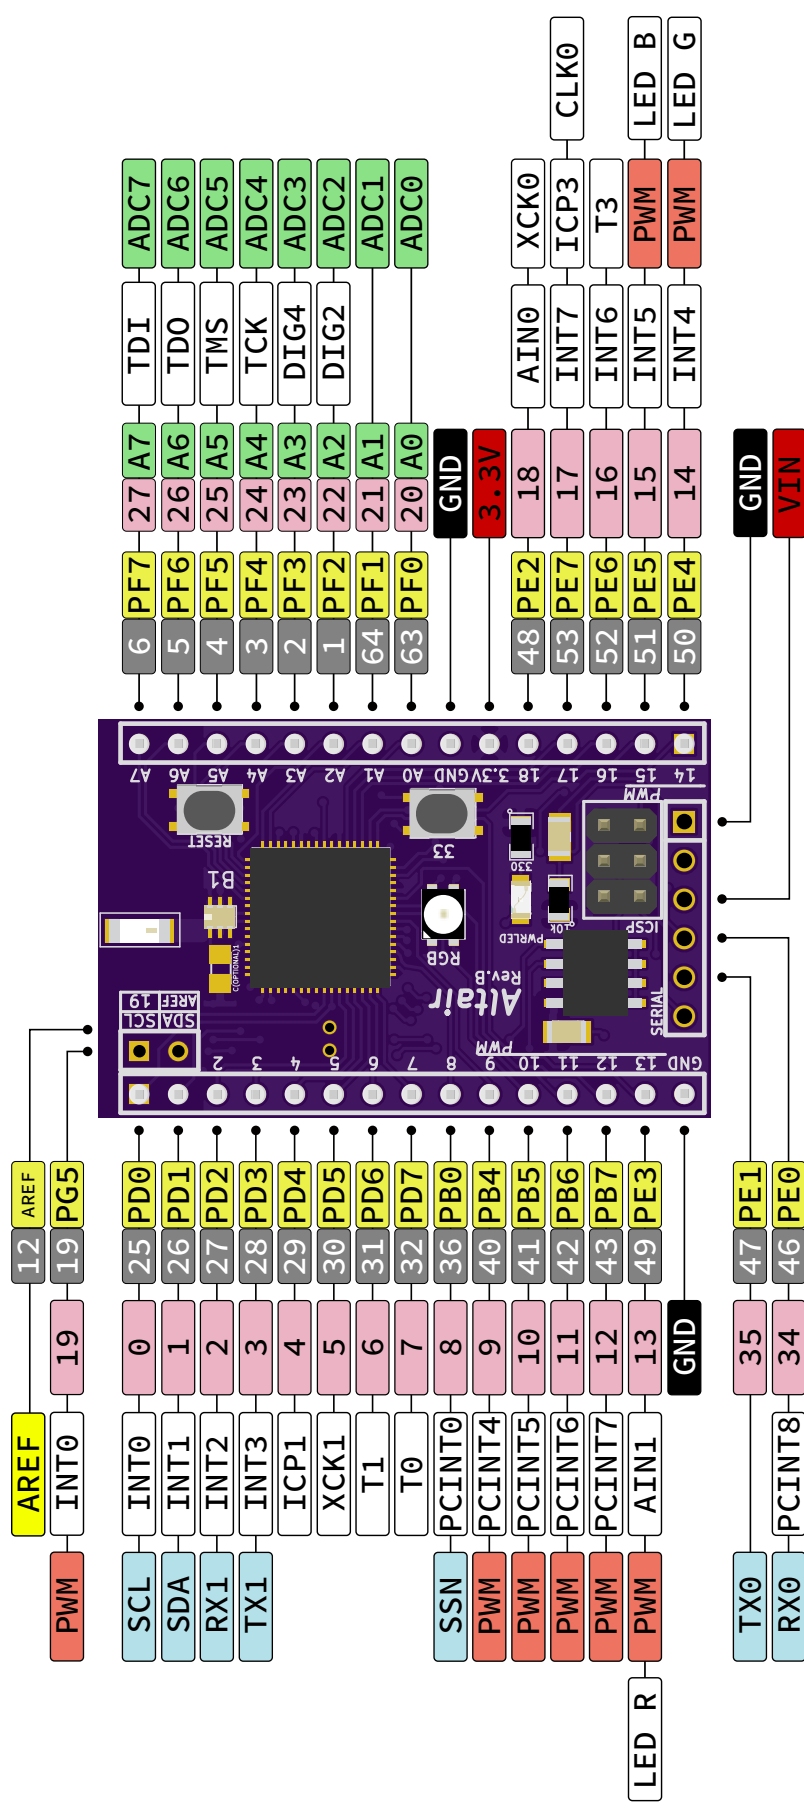 CLK0
LED B
LED G
ADC7 TDI A7 27 PF7 6
ADC6 TDO A6 26 PF6 5
ADC5 TMS A5 25 PF5 4
ADC4 TCK A4 24 PF4 3
ADC3 DIG4 A3 23 PF3 2
ADC2 DIG2 A2 22 PF2 1
ADC1 A1 21 PF1 64
ADC0 A0 20 PF0 63
GND
3.3V
XCK0 AIN0 18 PE2 48
ICP3 INT7 17 PE7 53
T3 INT6 16 PE6 52
PWM INT5 15 PE5 51
PWM INT4 14 PE4 50
GND
VIN
A7 A6 A5 A4 A3 A2 A1 A0 GND 3.3V 18 17 16 15 14
PWM
RESET
33
330
B1
10k
ICSP
PWRLED
RGB
C(OPTIONAL)1
Altair
Rev.B
SERIAL
19 AREF
SCL SDA
PWM
2 3 4 5 6 7 8 9 10 11 12 13 GND
AREF 12 AREF
PG5 19 19 INT0 PWM
PD0 25 0 INT0 SCL
PD1 26 1 INT1 SDA
PD2 27 2 INT2 RX1
PD3 28 3 INT3 TX1
PD4 29 4 ICP1
PD5 30 5 XCK1
PD6 31 6 T1
PD7 32 7 T0
PB0 36 8 PCINT0 SSN
PB4 40 9 PCINT4 PWM
PB5 41 10 PCINT5 PWM
PB6 42 11 PCINT6 PWM
PB7 43 12 PCINT7 PWM
PE3 49 13 AIN1 PWM LED R
GND
PE1 47 35 TX0
PE0 46 34 PCINT8 RX0